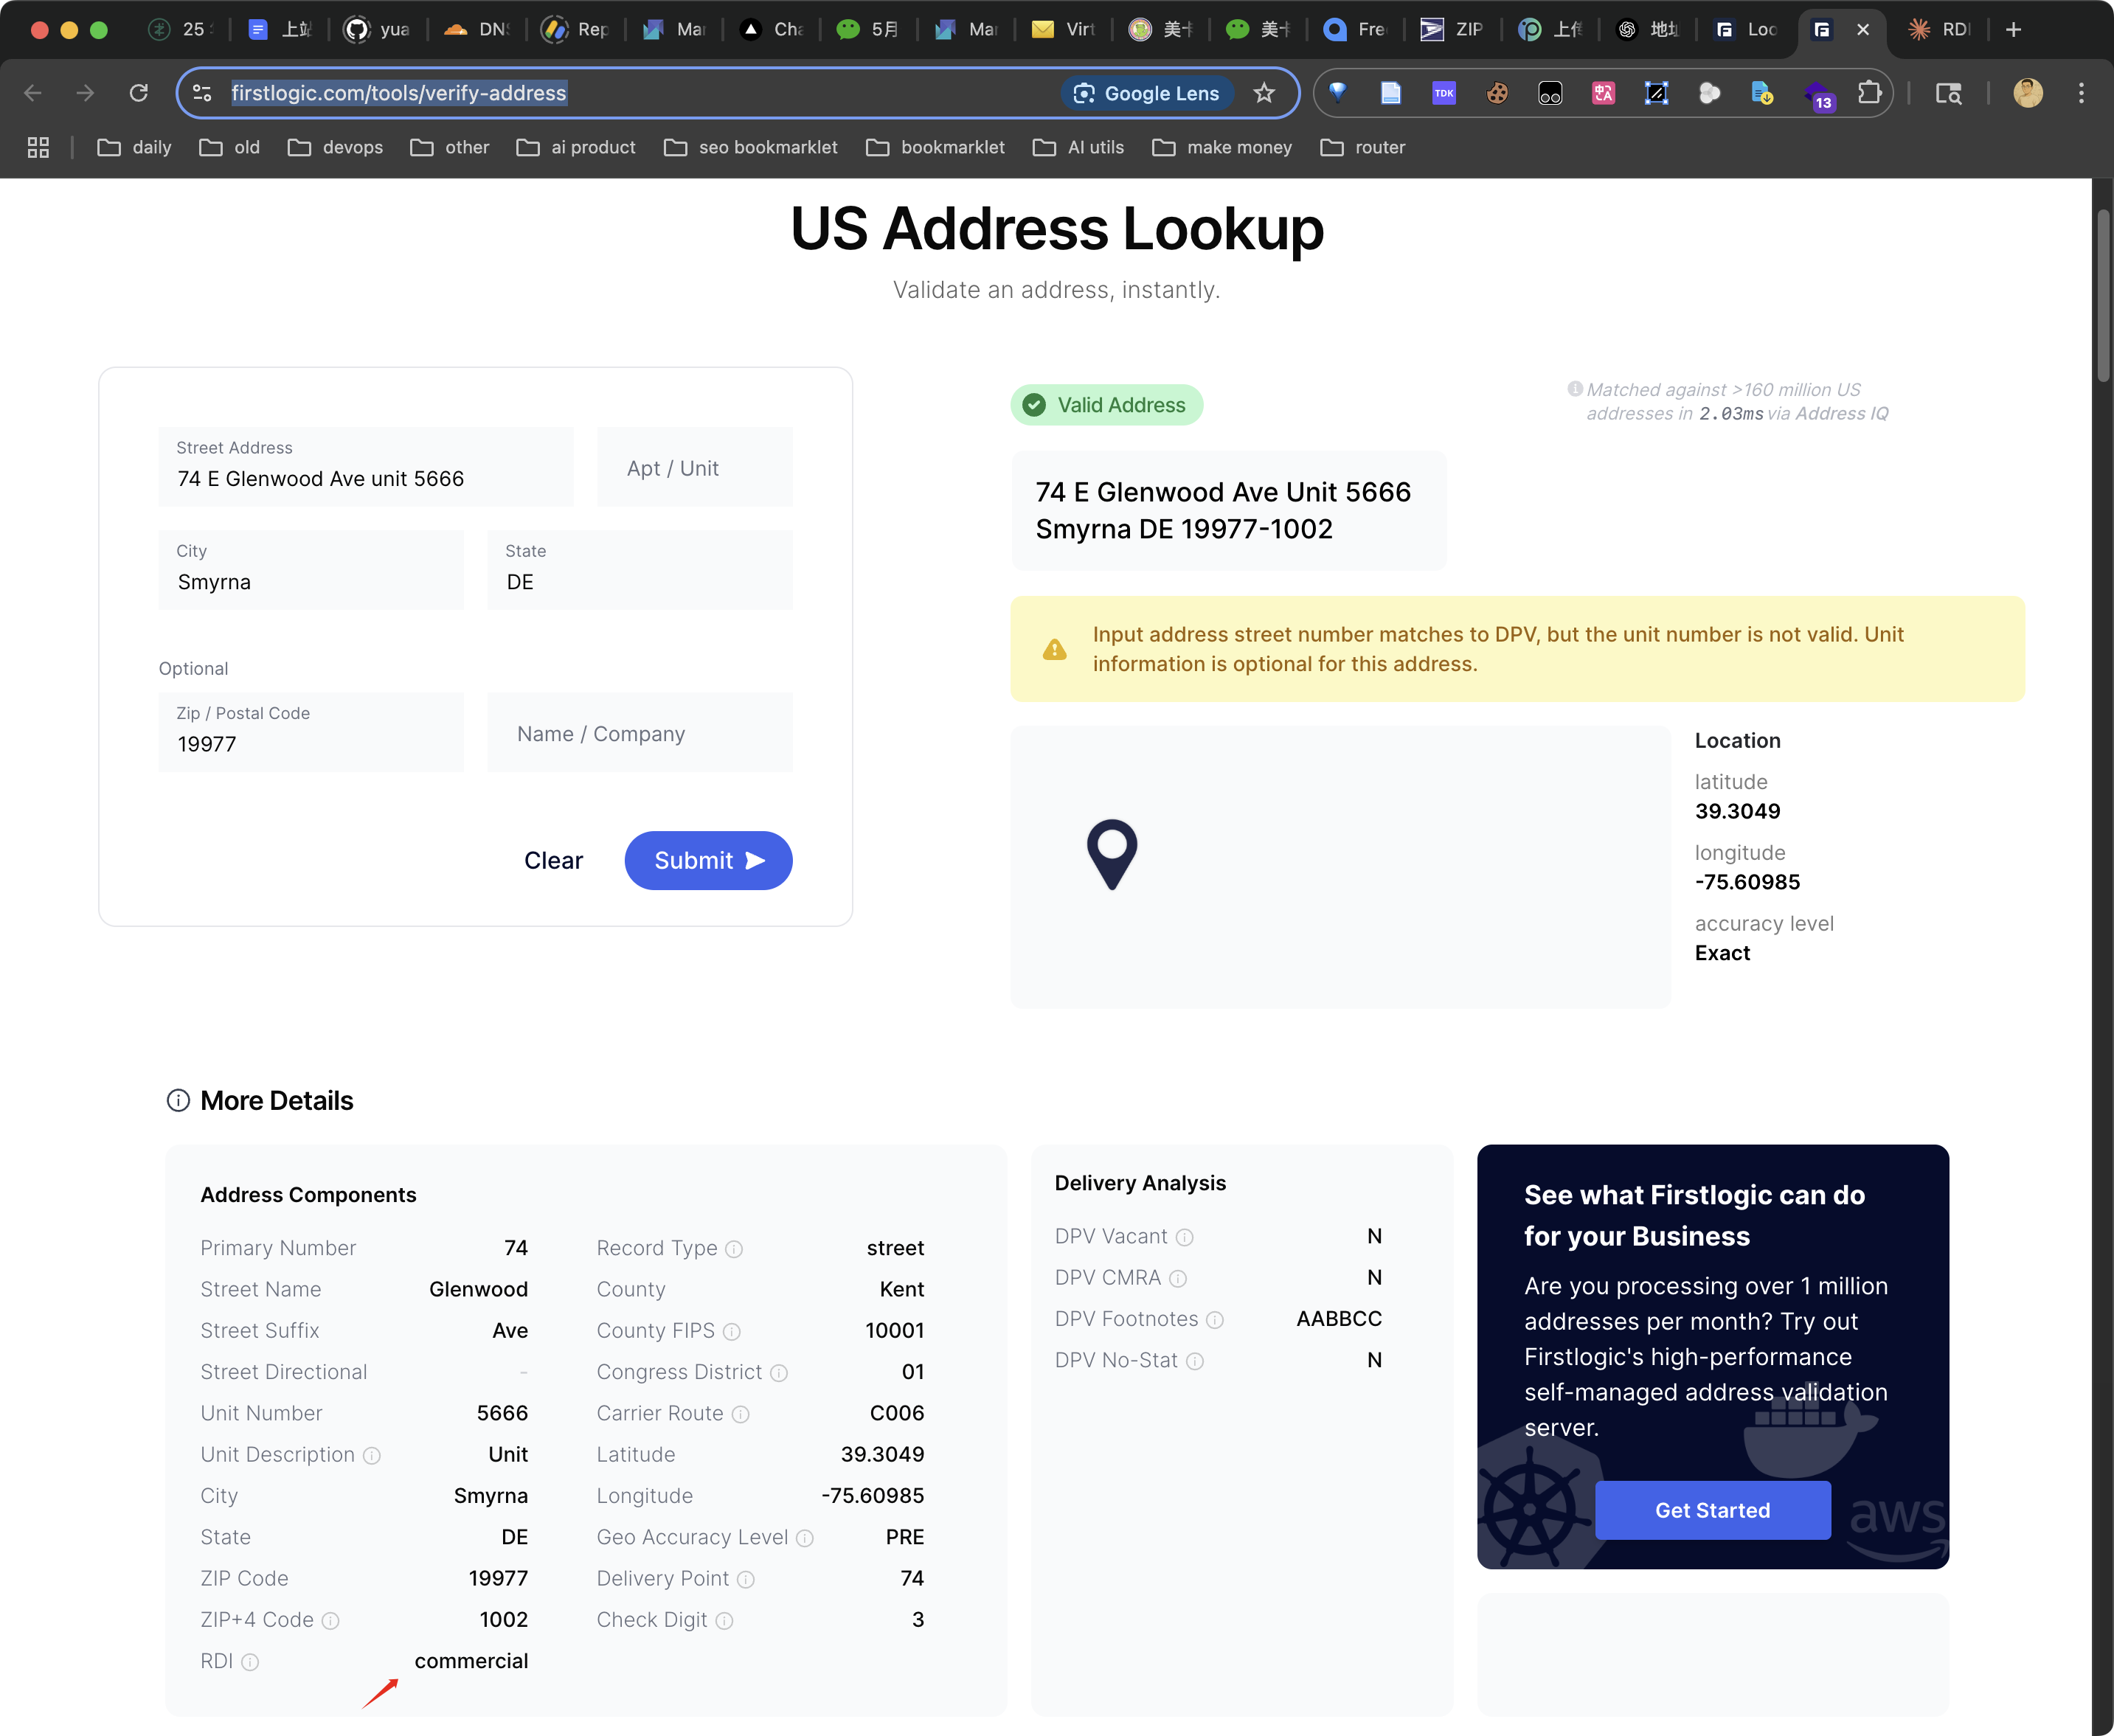 25
上站
yua
DNS
Rep
Mar
Cha
5月
Mar
Virt
美卡
美卡
Free
ZIP
上传
地址
Loo
RDI
firstlogic.com/tools/verify-address
Google Lens
TDK
13
daily
old
devops
other
ai product
seo bookmarklet
bookmarklet
AI utils
make money
router
US Address Lookup
Validate an address, instantly.
Street Address
74 E Glenwood Ave unit 5666
Apt / Unit
City
Smyrna
State
DE
Optional
Zip / Postal Code
19977
Name / Company
Clear
Submit
Valid Address
Matched against >160 million US
addresses in 2.03ms via Address IQ
74 E Glenwood Ave Unit 5666
Smyrna DE 19977-1002
Input address street number matches to DPV, but the unit number is not valid. Unit
information is optional for this address.
Location
latitude
39.3049
longitude
-75.60985
accuracy level
Exact
More Details
Address Components
Primary Number 74
Street Name Glenwood
Street Suffix Ave
Street Directional -
Unit Number 5666
Unit Description Unit
City Smyrna
State DE
ZIP Code 19977
ZIP+4 Code 1002
RDI commercial
Record Type street
County Kent
County FIPS 10001
Congress District 01
Carrier Route C006
Latitude 39.3049
Longitude -75.60985
Geo Accuracy Level PRE
Delivery Point 74
Check Digit 3
Delivery Analysis
DPV Vacant N
DPV CMRA N
DPV Footnotes AABBCC
DPV No-Stat N
See what Firstlogic can do
for your Business
Are you processing over 1 million
addresses per month? Try out
Firstlogic's high-performance
self-managed address validation
server.
Get Started
aws